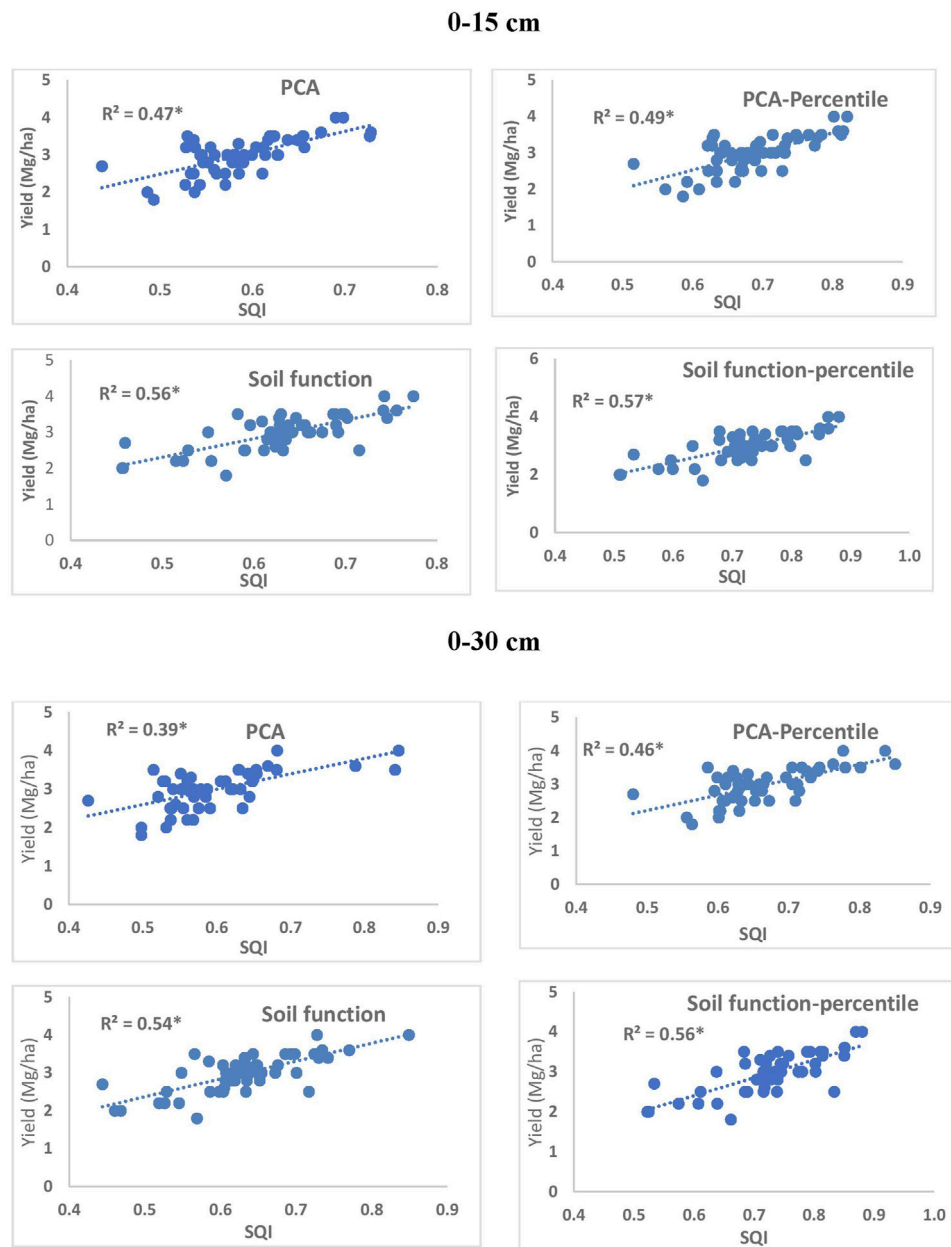 0-15 cm
PCA
R² = 0.47*
Yield (Mg/ha)
5
4
3
2
1
0
0.4 0.5 0.6 0.7 0.8
SQI
PCA-Percentile
R² = 0.49*
Yield (Mg/ha)
5
4
3
2
1
0
0.4 0.5 0.6 0.7 0.8 0.9
SQI
Soil function
R² = 0.56*
Yield (Mg/ha)
5
4
3
2
1
0
0.4 0.5 0.6 0.7 0.8
SQI
Soil function-percentile
R² = 0.57*
Yield (Mg/ha)
6
4
2
0
0.4 0.5 0.6 0.7 0.8 0.9 1.0
SQI
0-30 cm
PCA
R² = 0.39*
Yield (Mg/ha)
5
4
3
2
1
0
0.4 0.5 0.6 0.7 0.8 0.9
SQI
PCA-Percentile
R² = 0.46*
Yield (Mg/ha)
5
4
3
2
1
0
0.4 0.5 0.6 0.7 0.8 0.9
SQI
Soil function
R² = 0.54*
Yield (Mg/ha)
5
4
3
2
1
0
0.4 0.5 0.6 0.7 0.8 0.9
SQI
Soil function-percentile
R² = 0.56*
Yield (Mg/ha)
5
4
3
2
1
0
0.4 0.5 0.6 0.7 0.8 0.9 1.0
SQI